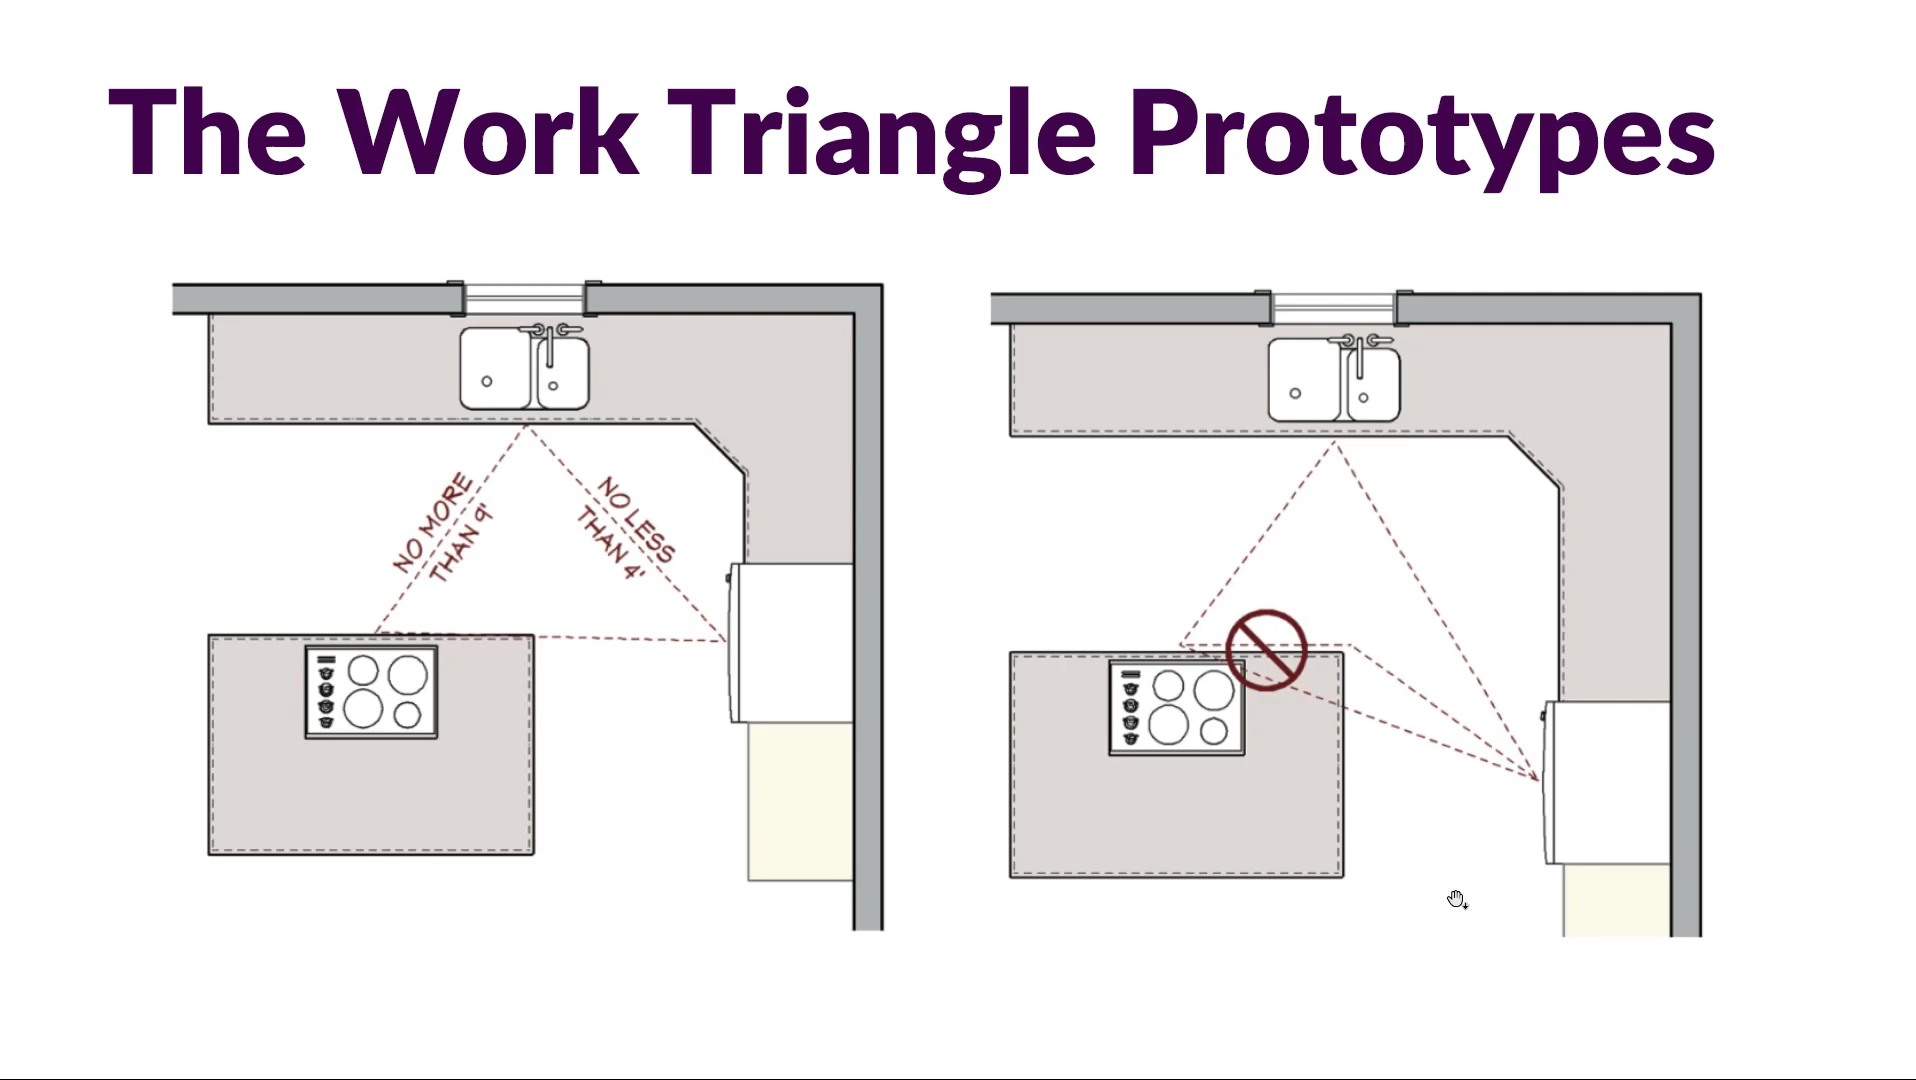 The Work Triangle Prototypes
NO MORE
THAN 9'
NO LESS
THAN 4'